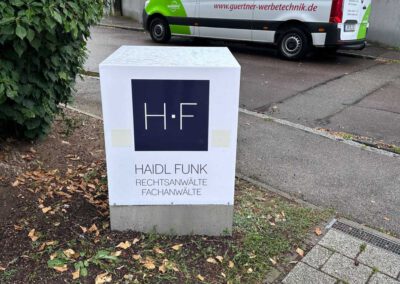 www.guertner-werbetechnik.de
H·F
HAIDL FUNK
RECHTSANWÄLTE
FACHANWÄLTE